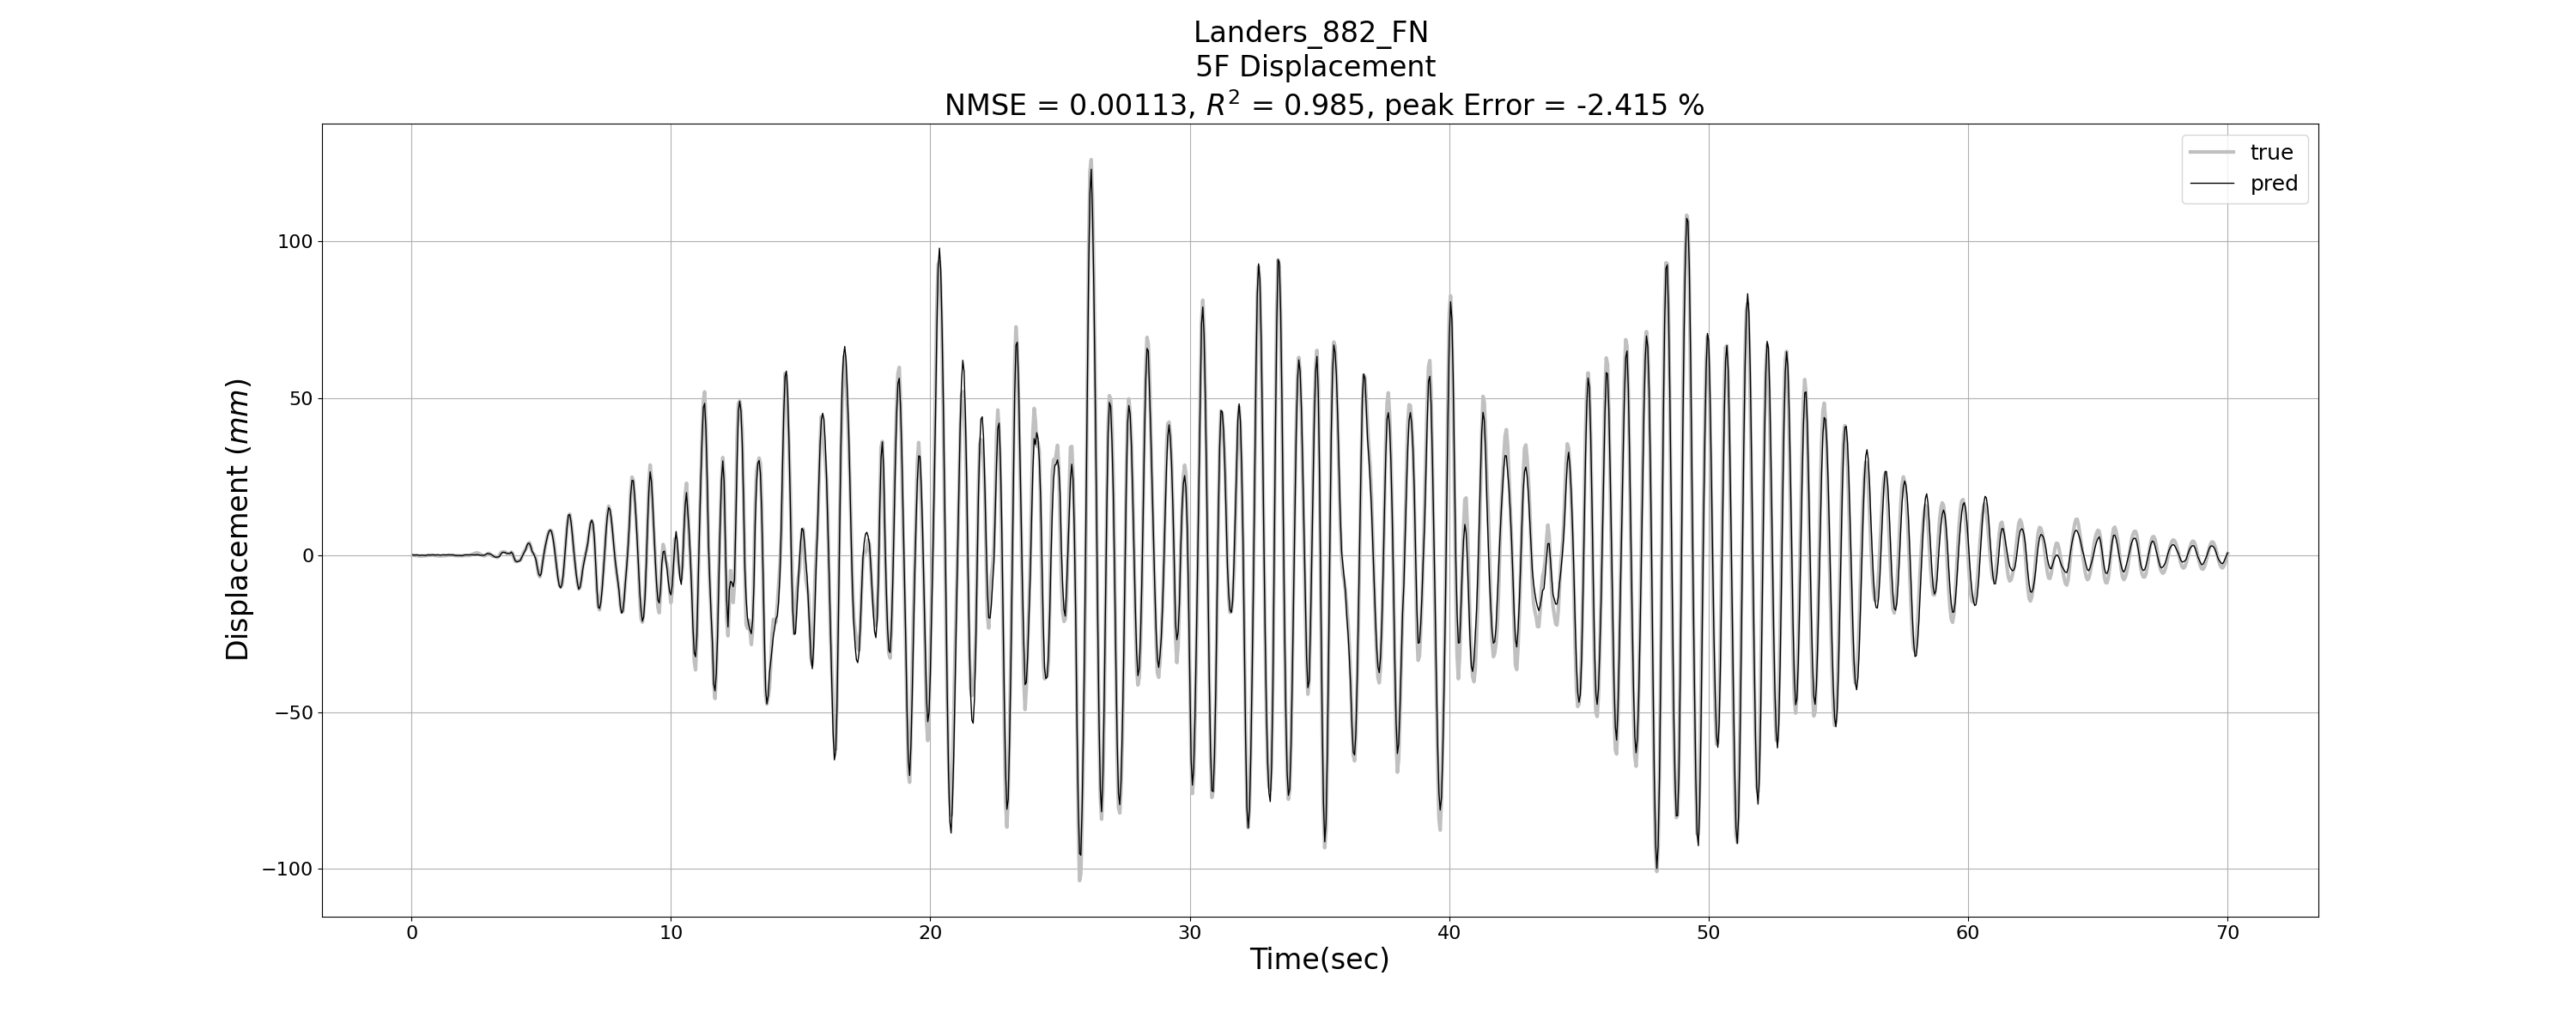 Landers_882_FN
5F Displacement
NMSE = 0.00113, R² = 0.985, peak Error = -2.415 %
true
pred
Displacement (mm)
100
50
0
−50
−100
0 10 20 30 40 50 60 70
Time(sec)